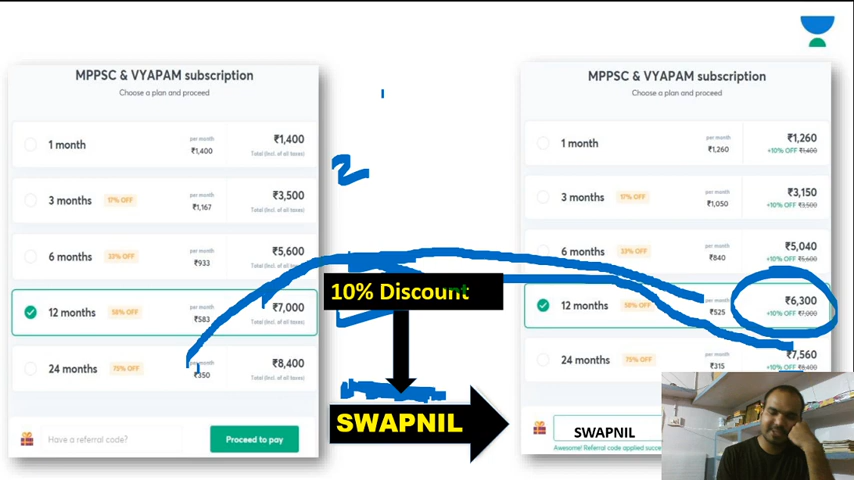 MPPSC & VYAPAM subscription
Choose a plan and proceed
1 month
per month
₹1,400
₹1,400
Total (Incl. of all taxes)
3 months
17% OFF
per month
₹1,167
₹3,500
Total (Incl. of all taxes)
6 months
33% OFF
per month
₹933
₹5,600
Total (Incl. of all taxes)
12 months
58% OFF
per month
₹583
₹7,000
Total (Incl. of all taxes)
24 months
75% OFF
per month
₹350
₹8,400
Total (Incl. of all taxes)
Have a referral code?
Proceed to pay
2
10% Discount
SWAPNIL
MPPSC & VYAPAM subscription
Choose a plan and proceed
1 month
per month
₹1,260
₹1,260
+10% OFF ₹1,400
3 months
17% OFF
per month
₹1,050
₹3,150
+10% OFF ₹3,500
6 months
33% OFF
per month
₹840
₹5,040
+10% OFF ₹5,600
12 months
58% OFF
per month
₹525
₹6,300
+10% OFF ₹7,000
24 months
75% OFF
per month
₹315
₹7,560
+10% OFF ₹8,400
SWAPNIL
Awesome! Referral code applied